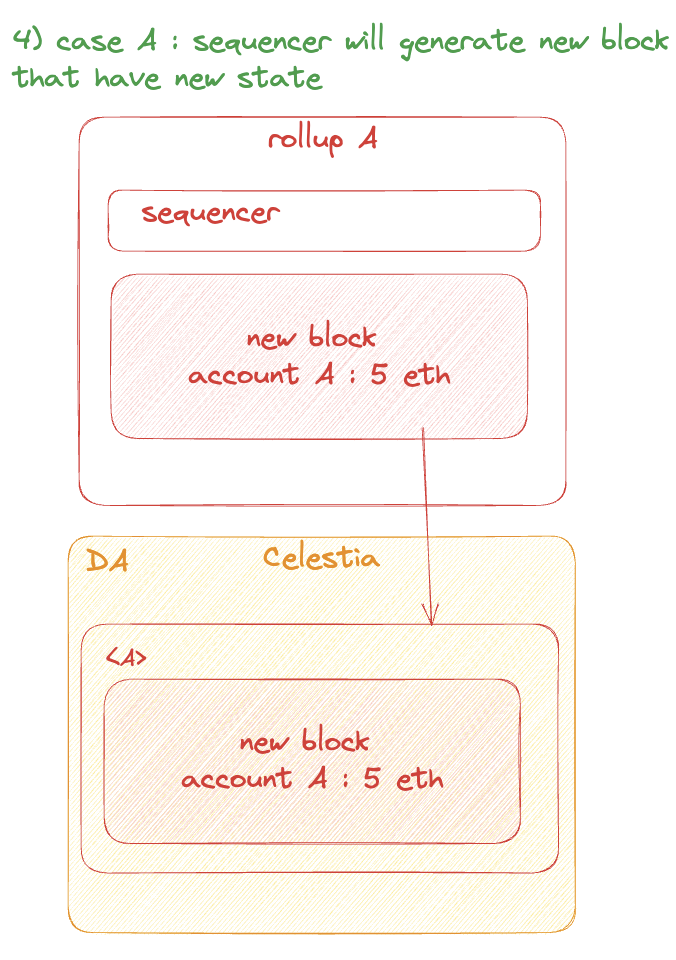 4) case A : sequencer will generate new block
that have new state
rollup A
sequencer
new block
account A : 5 eth
DA
Celestia
<A>
new block
account A : 5 eth